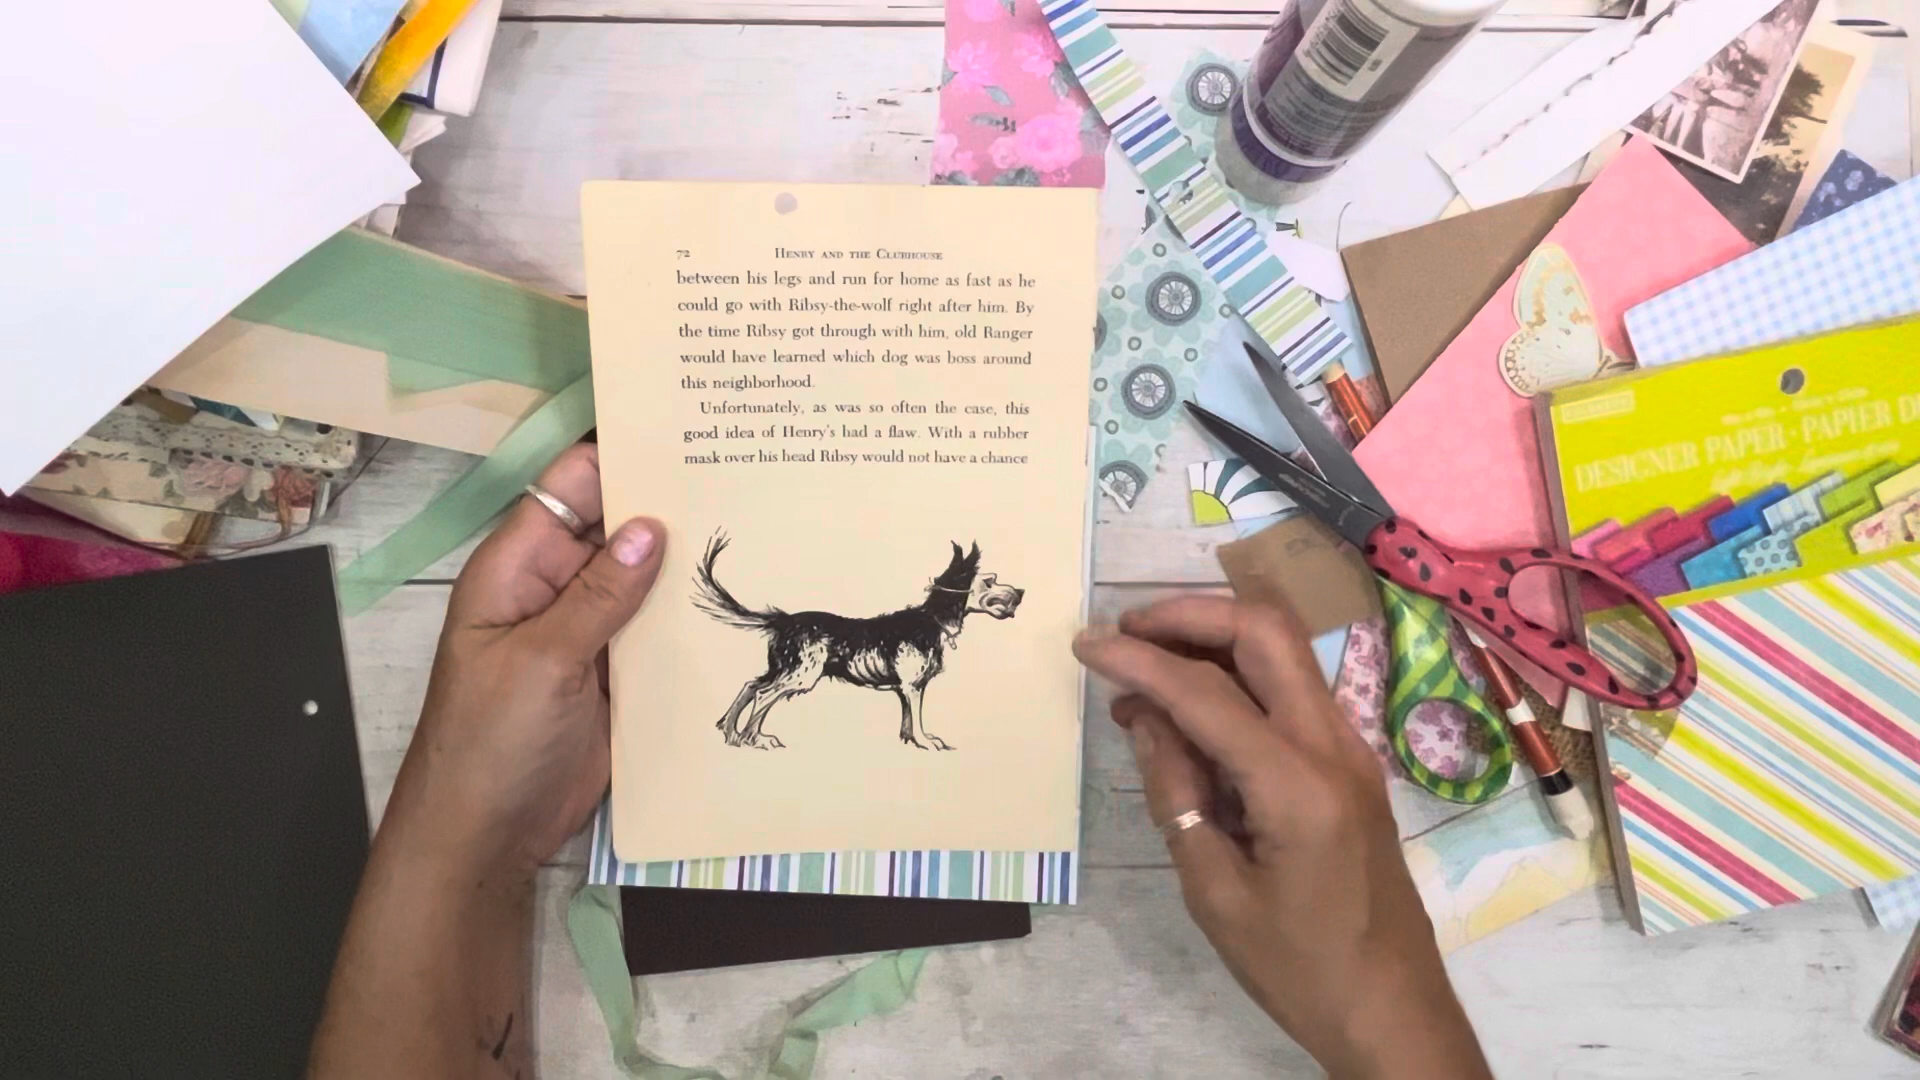 72 HENRY AND THE CLUBHOUSE
between his legs and run for home as fast as he
could go with Ribsy-the-wolf right after him. By
the time Ribsy got through with him, old Ranger
would have learned which dog was boss around
this neighborhood.
Unfortunately, as was so often the case, this
good idea of Henry's had a flaw. With a rubber
mask over his head Ribsy would not have a chance
DESIGNER PAPER · PAPIER D